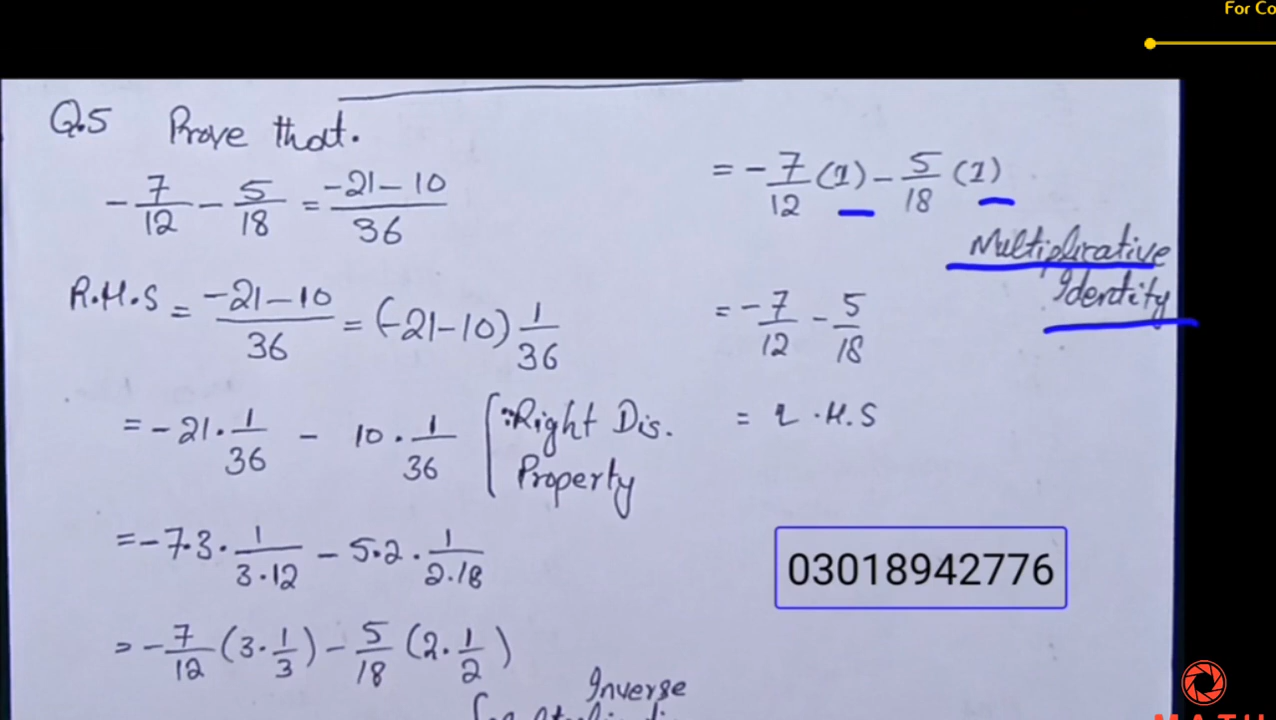 For Co
Q.5 Prove that.
-7/12 - 5/18 = -21-10/36
R.H.S = -21-10/36 = (-21-10) 1/36
= -21 · 1/36 - 10 · 1/36 [∵Right Dis.
Property
= -7·3 · 1/3·12 - 5·2 · 1/2·18
= -7/12 (3·1/3) - 5/18 (2·1/2)
Inverse
= -7/12 (1) - 5/18 (1)
Multiplicative
Identity
= -7/12 - 5/18
= L.H.S
03018942776